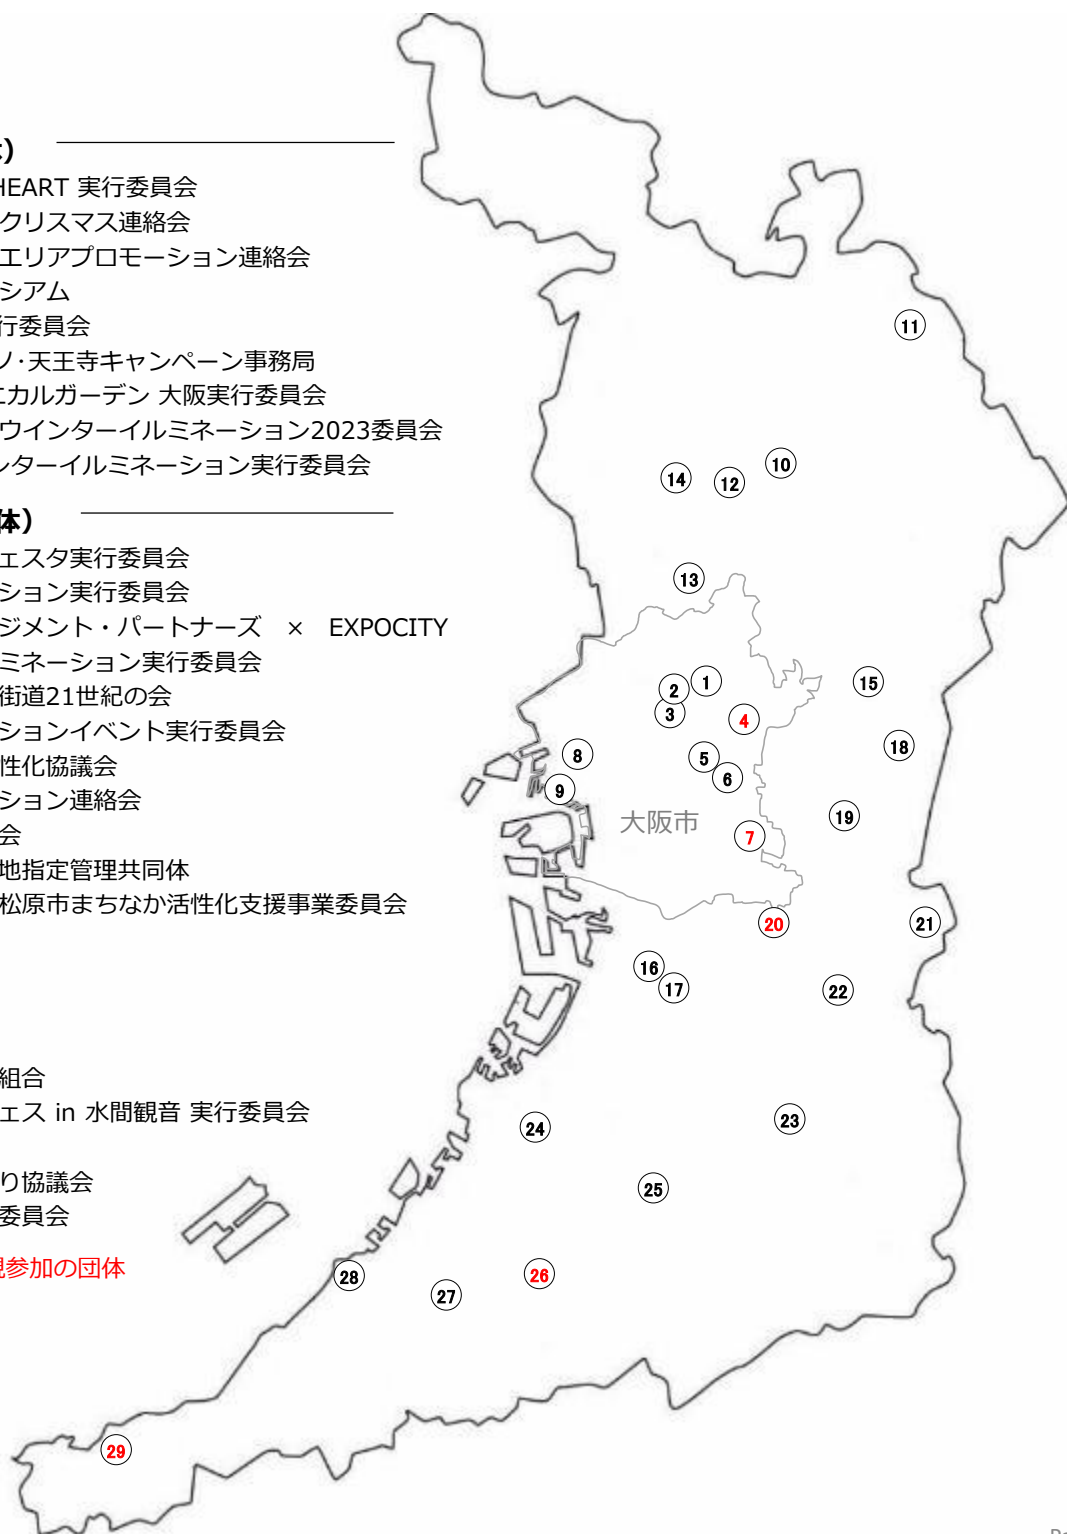 体)
HEART 実行委員会
クリスマス連絡会
エリアプロモーション連絡会
シアム
行委員会
ノ・天王寺キャンペーン事務局
ニカルガーデン 大阪実行委員会
ウインターイルミネーション2023委員会
ンターイルミネーション実行委員会
体)
ェスタ実行委員会
ション実行委員会
ジメント・パートナーズ × EXPOCITY
ミネーション実行委員会
街道21世紀の会
ションイベント実行委員会
性化協議会
ション連絡会
会
地指定管理共同体
松原市まちなか活性化支援事業委員会
組合
ェス in 水間観音 実行委員会
り協議会
委員会
規参加の団体
11
10
14
12
13
1
2
3
4
15
18
5
6
8
9
19
大阪市
7
20
21
16
17
22
23
24
25
26
28
27
29